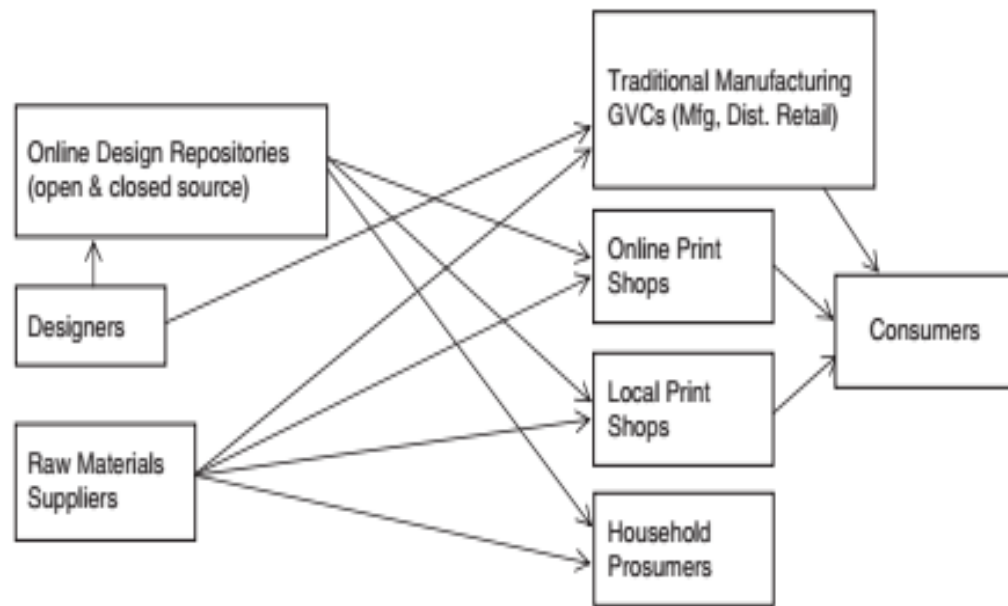 Traditional Manufacturing
GVCs (Mfg, Dist. Retail)
Online Design Repositories
(open & closed source)
Online Print
Shops
Designers
Consumers
Local Print
Shops
Raw Materials
Suppliers
Household
Prosumers